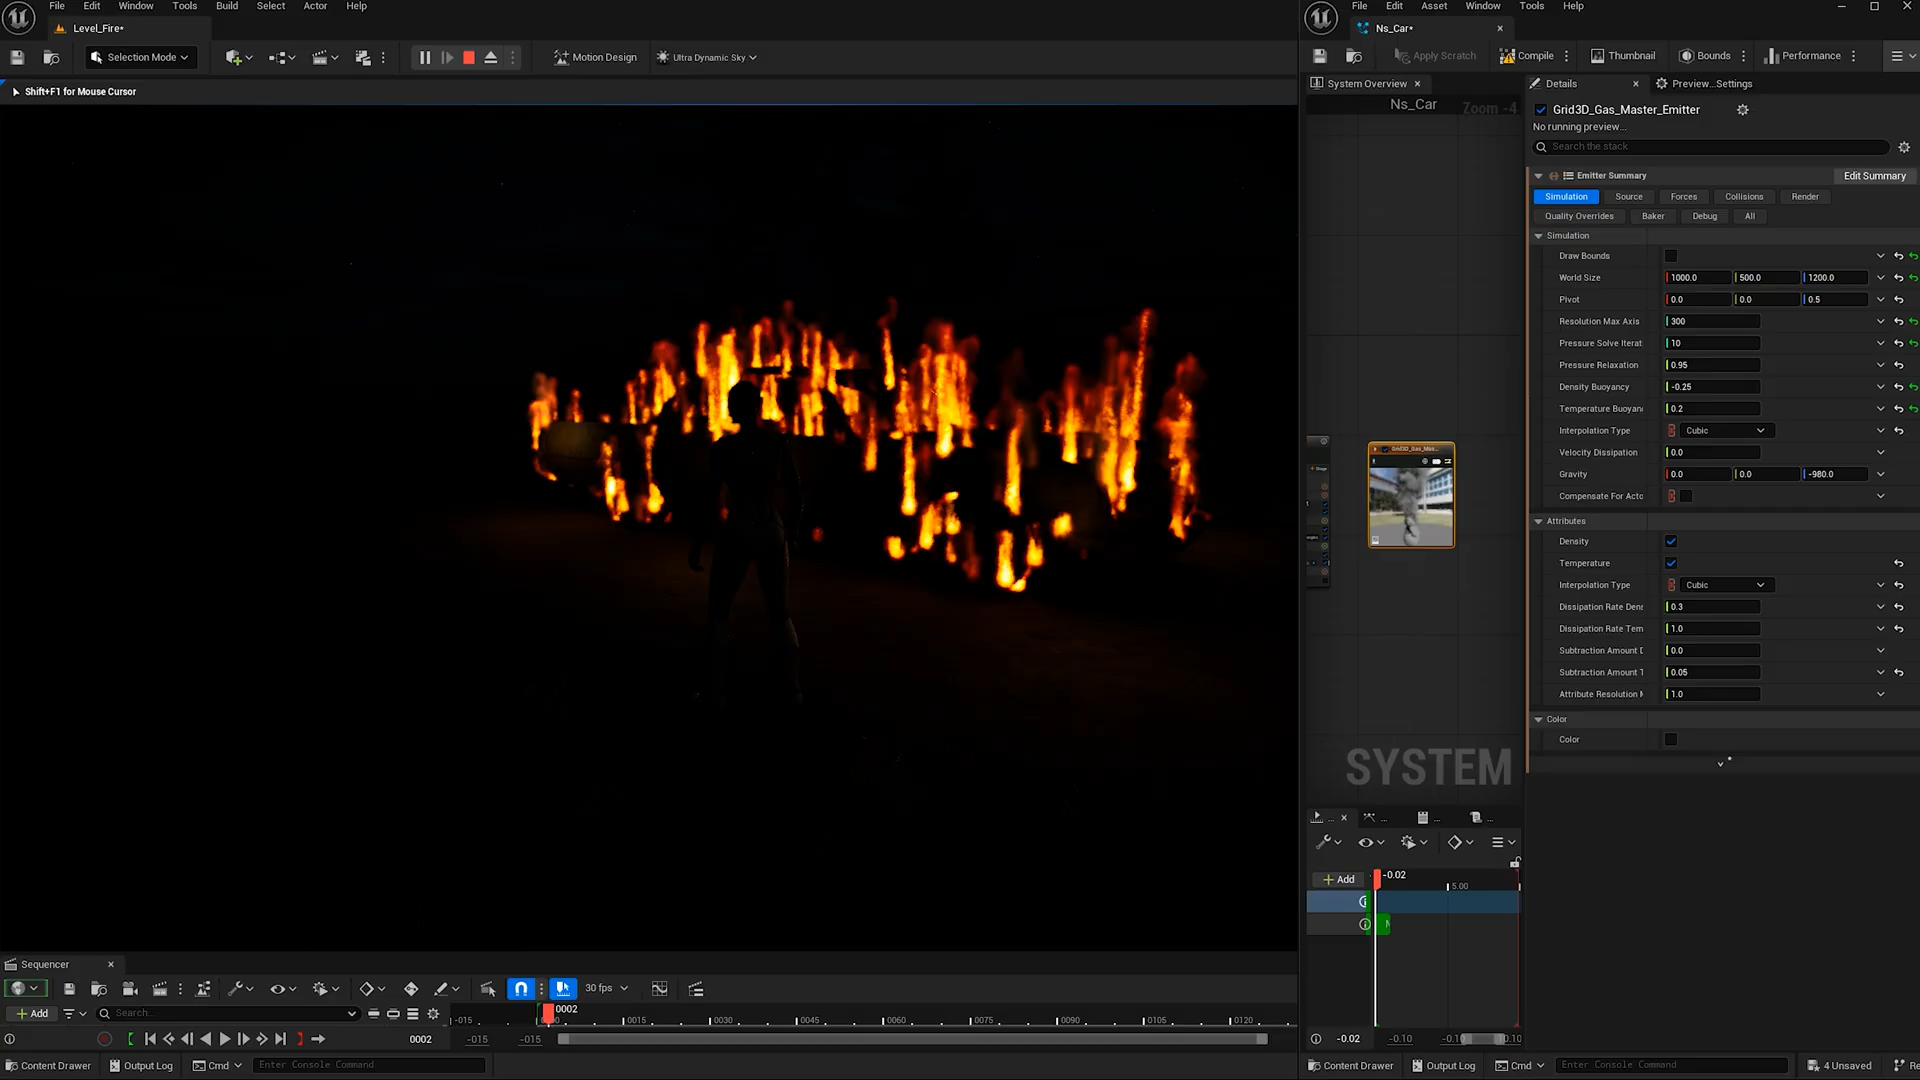 File Edit Window Tools Build Select Actor Help
Level_Fire*
Selection Mode
Motion Design
Ultra Dynamic Sky
Shift+F1 for Mouse Cursor
Sequencer
30 fps
Add
Search...
0002
-015
0015
0030
0045
0060
0075
0090
0105
0120
0002
-015
-015
Content Drawer
Output Log
Cmd
Enter Console Command
File Edit Asset Window Tools Help
Ns_Car*
Apply Scratch
Compile
Thumbnail
Bounds
Performance
System Overview
Ns_Car
Zoom -4
SYSTEM
Add
-0.02
5.00
-0.02
-0.10
Content Drawer
Output Log
Cmd
Enter Console Command
4 Unsaved
Details
Preview...Settings
Grid3D_Gas_Master_Emitter
No running preview...
Search the stack
Emitter Summary
Edit Summary
Simulation Source Forces Collisions Render
Quality Overrides Baker Debug All
Simulation
Draw Bounds
World Size 1000.0 500.0 1200.0
Pivot 0.0 0.0 0.5
Resolution Max Axis 300
Pressure Solve Iterat 10
Pressure Relaxation 0.95
Density Buoyancy -0.25
Temperature Buoyan 0.2
Interpolation Type Cubic
Velocity Dissipation 0.0
Gravity 0.0 0.0 -980.0
Compensate For Acto
Attributes
Density
Temperature
Interpolation Type Cubic
Dissipation Rate Den 0.3
Dissipation Rate Tem 1.0
Subtraction Amount D 0.0
Subtraction Amount T 0.05
Attribute Resolution M 1.0
Color
Color